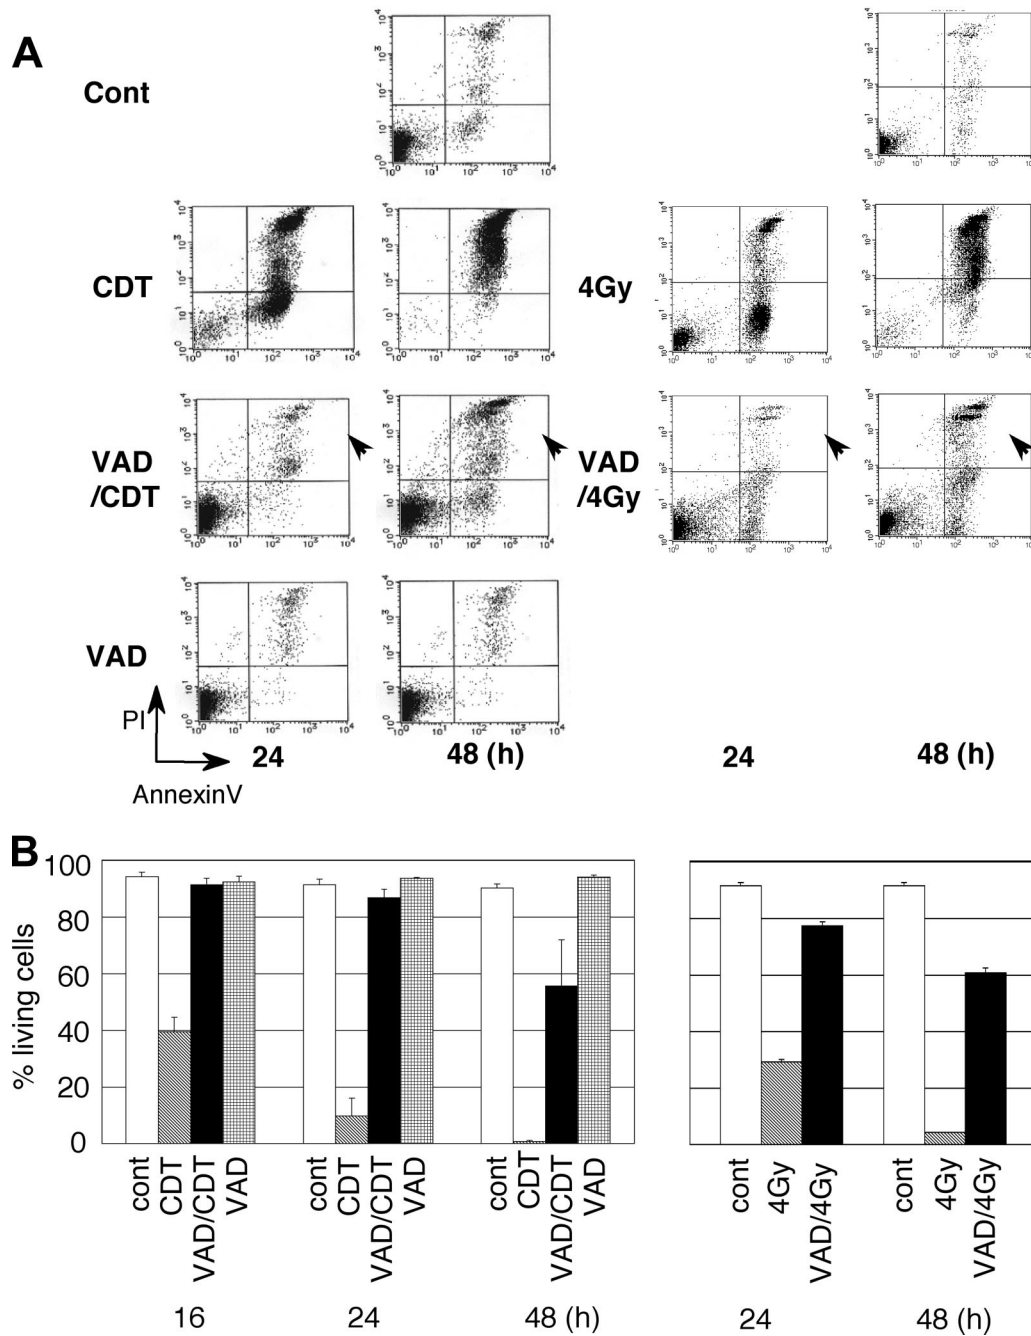 A
Cont
CDT
4Gy
VAD
/CDT
VAD
/4Gy
VAD
PI
AnnexinV
24
48 (h)
24
48 (h)
B
% living cells
100
80
60
40
20
0
cont
CDT
VAD/CDT
VAD
cont
CDT
VAD/CDT
VAD
cont
CDT
VAD/CDT
VAD
cont
4Gy
VAD/4Gy
cont
4Gy
VAD/4Gy
16
24
48 (h)
24
48 (h)